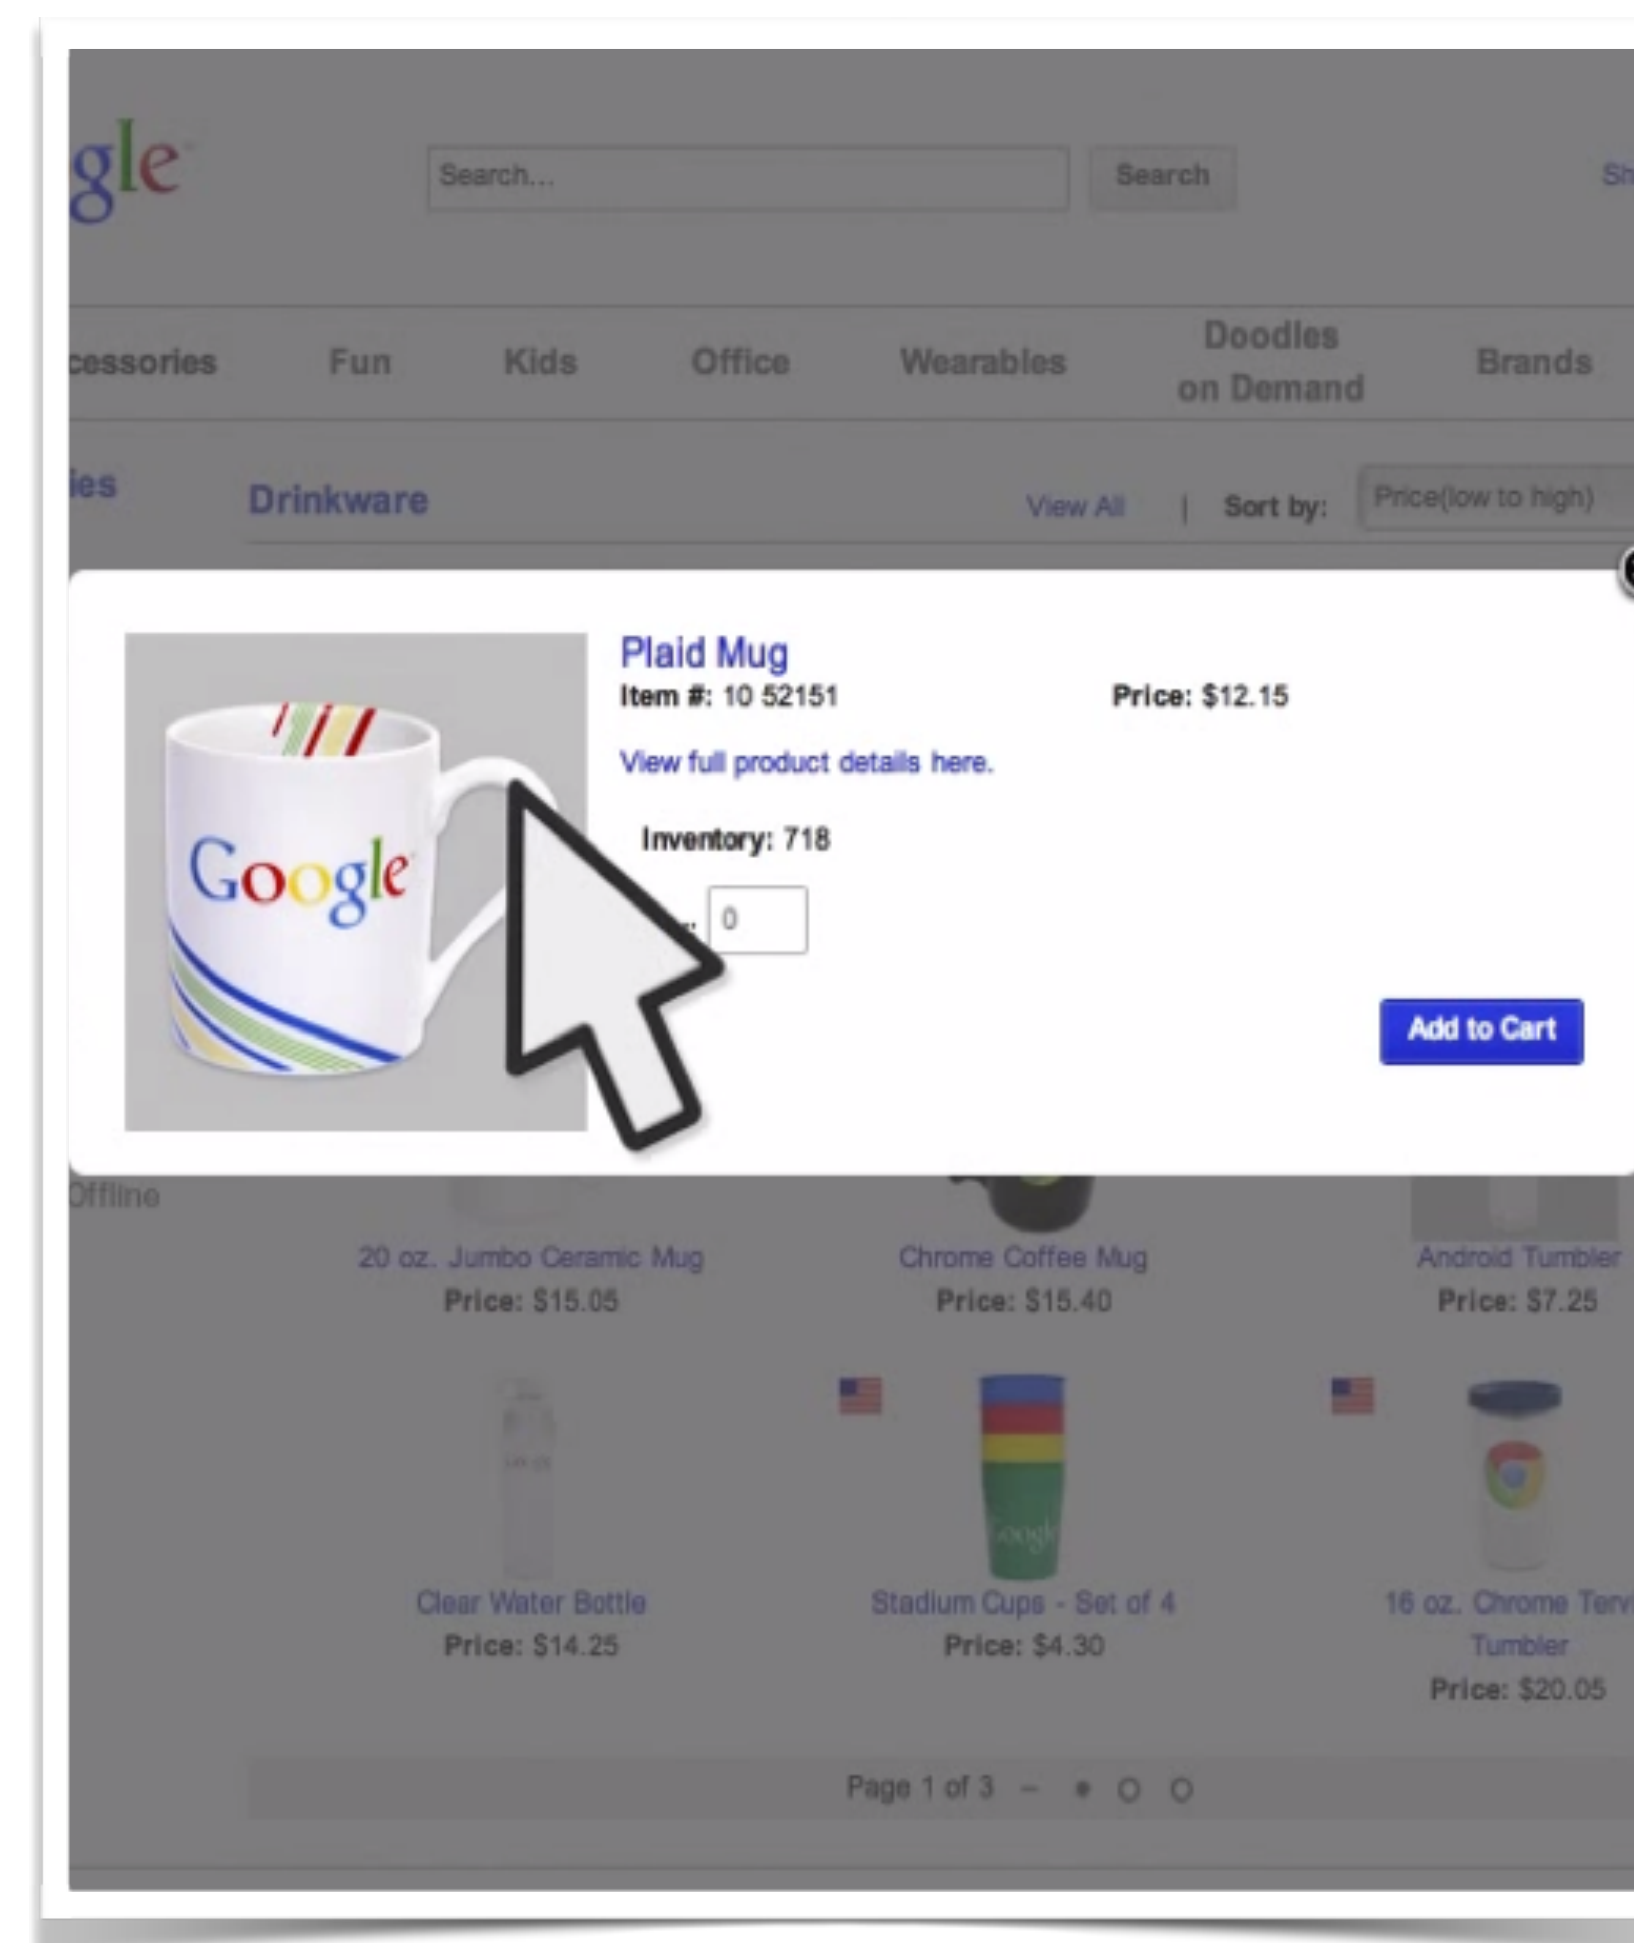 gle
Search...
Search
Sh
cessories
Fun
Kids
Office
Wearables
Doodles
on Demand
Brands
ies
Drinkware
View All | Sort by:
Price(low to high)
Plaid Mug
Item #: 10 52151
Price: $12.15
View full product details here.
Inventory: 718
0
Google
Add to Cart
Offline
20 oz. Jumbo Ceramic Mug
Price: $15.05
Chrome Coffee Mug
Price: $15.40
Android Tumbler
Price: $7.25
Google
Clear Water Bottle
Price: $14.25
Stadium Cups - Set of 4
Price: $4.30
16 oz. Chrome Tervi
Tumbler
Price: $20.05
Page 1 of 3 –